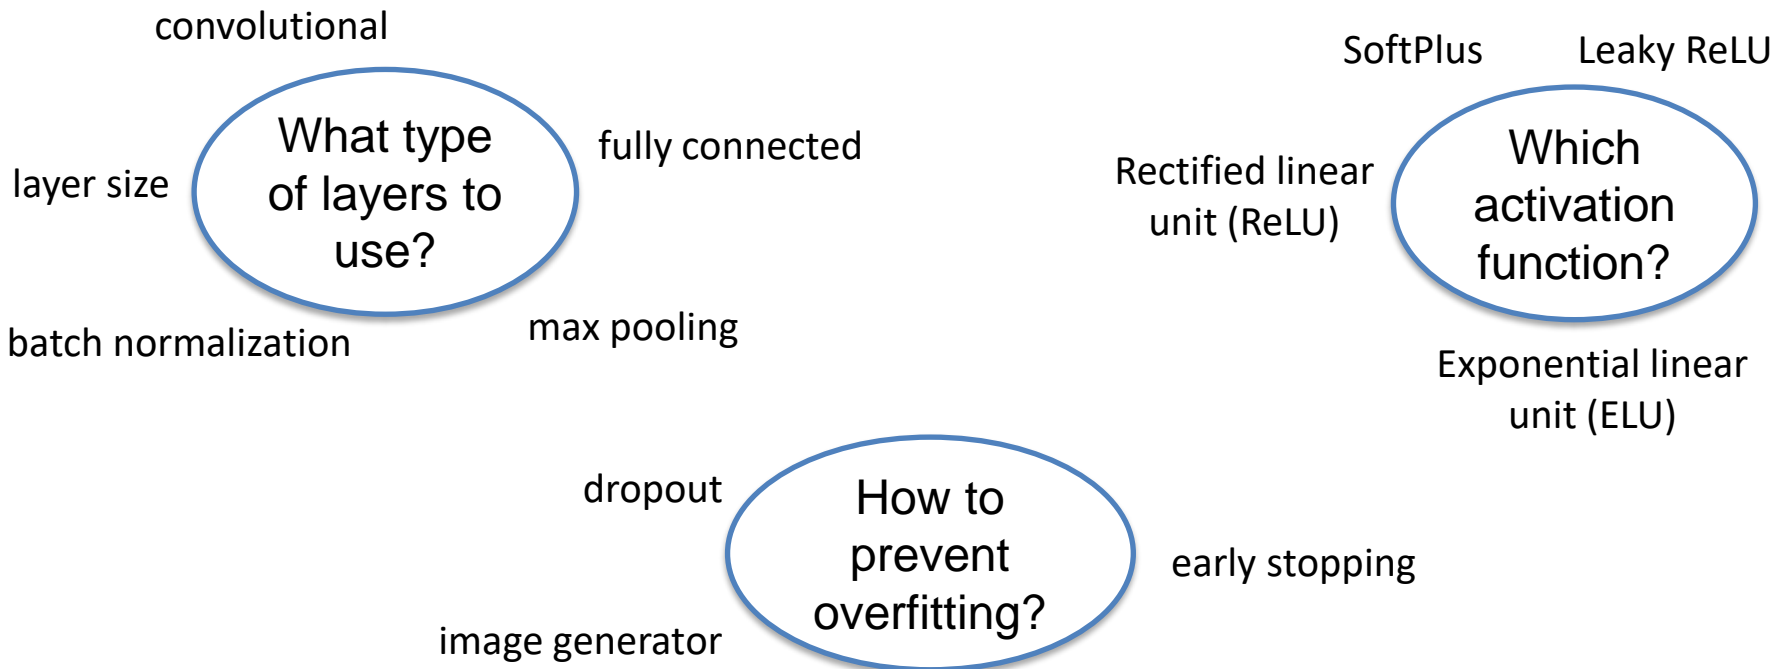 convolutional
What type
of layers to
use?
layer size
fully connected
batch normalization
max pooling
SoftPlus
Leaky ReLU
Which
activation
function?
Rectified linear
unit (ReLU)
Exponential linear
unit (ELU)
dropout
How to
prevent
overfitting?
early stopping
image generator